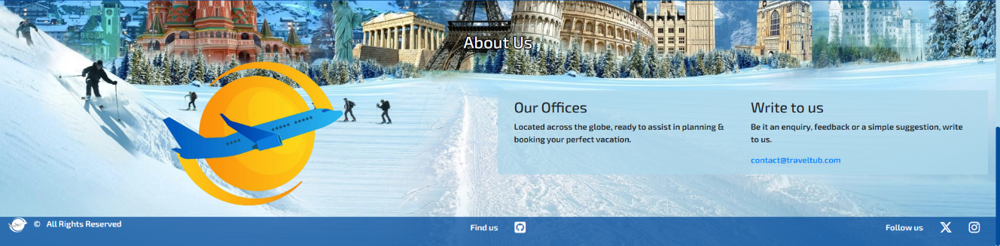 About Us
Our Offices
Located across the globe, ready to assist in planning &
booking your perfect vacation.
Write to us
Be it an enquiry, feedback or a simple suggestion, write
to us.
contact@traveltub.com
© All Rights Reserved
Find us
Follow us